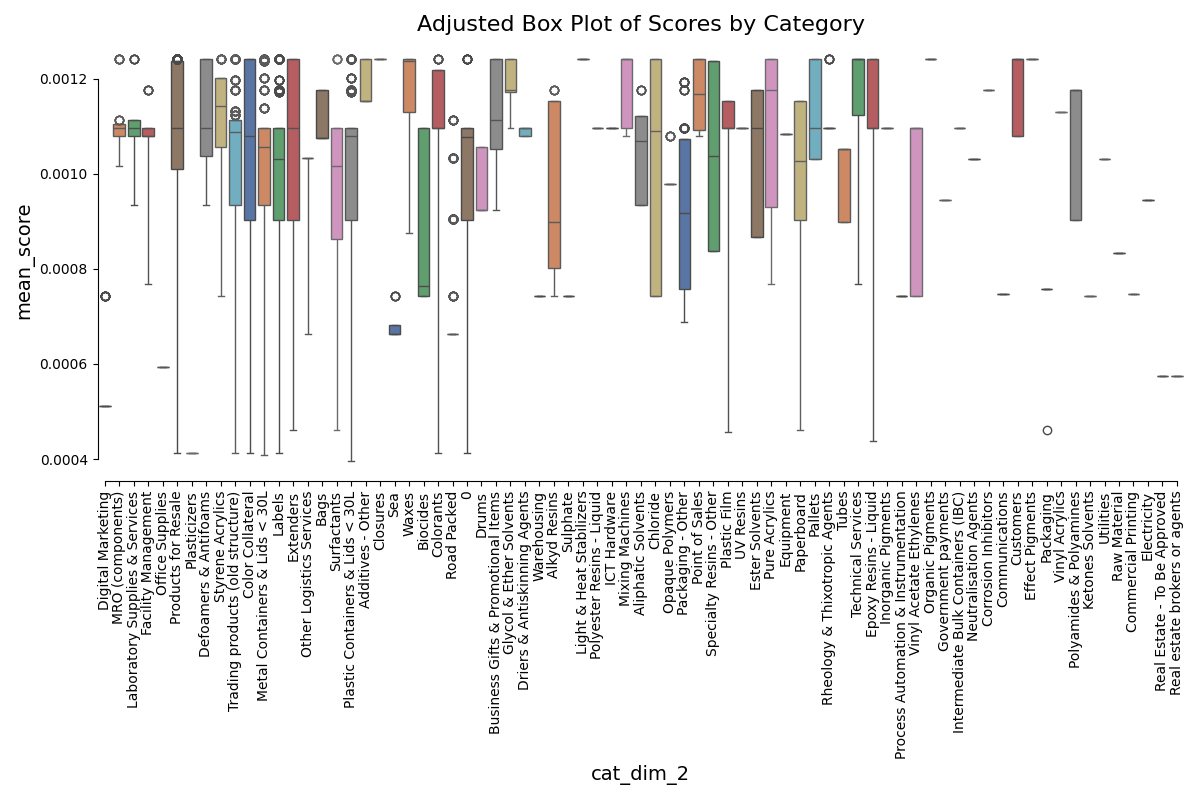 Adjusted Box Plot of Scores by Category
mean_score
0.0012
0.0010
0.0008
0.0006
0.0004
Digital Marketing
MRO (components)
Laboratory Supplies & Services
Facility Management
Office Supplies
Products for Resale
Plasticizers
Defoamers & Antifoams
Styrene Acrylics
Trading products (old structure)
Color Collateral
Metal Containers & Lids < 30L
Labels
Extenders
Other Logistics Services
Bags
Surfactants
Plastic Containers & Lids < 30L
Additives - Other
Closures
Sea
Waxes
Biocides
Colorants
Road Packed
0
Drums
Business Gifts & Promotional Items
Glycol & Ether Solvents
Driers & Antiskinning Agents
Warehousing
Alkyd Resins
Sulphate
Light & Heat Stabilizers
Polyester Resins - Liquid
ICT Hardware
Mixing Machines
Aliphatic Solvents
Chloride
Opaque Polymers
Packaging - Other
Point of Sales
Specialty Resins - Other
Plastic Film
UV Resins
Ester Solvents
Pure Acrylics
Equipment
Paperboard
Pallets
Rheology & Thixotropic Agents
Tubes
Technical Services
Epoxy Resins - Liquid
Inorganic Pigments
Process Automation & Instrumentation
Vinyl Acetate Ethylenes
Organic Pigments
Government payments
Intermediate Bulk Containers (IBC)
Neutralisation Agents
Corrosion Inhibitors
Communications
Customers
Effect Pigments
Packaging
Vinyl Acrylics
Polyamides & Polyamines
Ketones Solvents
Utilities
Raw Material
Commercial Printing
Electricity
Real Estate - To Be Approved
Real estate brokers or agents
cat_dim_2